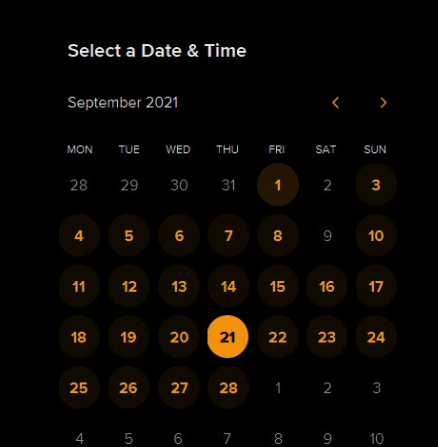 Select a Date & Time
September 2021
MON TUE WED THU FRI SAT SUN
28 29 30 31 1 2 3
4 5 6 7 8 9 10
11 12 13 14 15 16 17
18 19 20 21 22 23 24
25 26 27 28 1 2 3
4 5 6 7 8 9 10